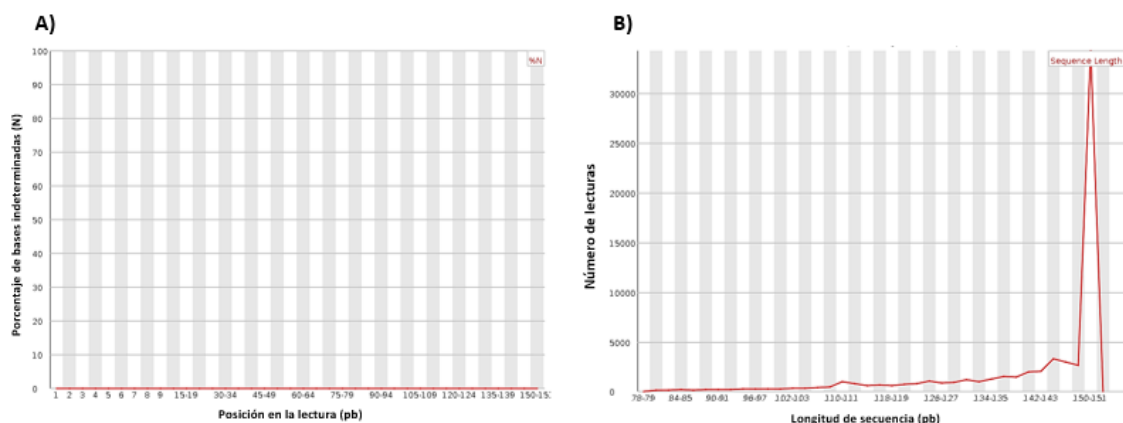 A)
%N
Porcentaje de bases indeterminadas (N)
100
90
80
70
60
50
40
30
20
10
0
1 2 3 4 5 6 7 8 9 15-19 30-34 45-49 60-64 75-79 90-94 105-109 120-124 135-139 150-151
Posición en la lectura (pb)
B)
Sequence Length
Número de lecturas
30000
25000
20000
15000
10000
5000
0
78-79 84-85 90-91 96-97 102-103 110-111 118-119 126-127 134-135 142-143 150-151
Longitud de secuencia (pb)